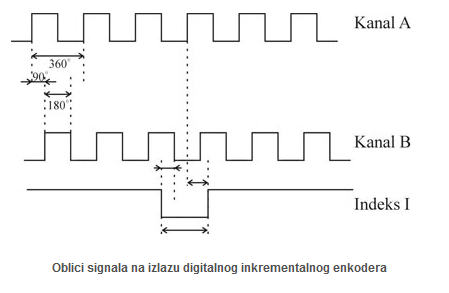 Kanal A
360°
90°
180°
Kanal B
Indeks I
Oblici signala na izlazu digitalnog inkrementalnog enkodera